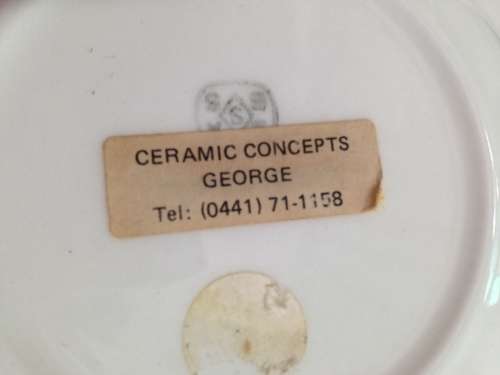 CERAMIC CONCEPTS
GEORGE
Tel: (0441) 71-1158